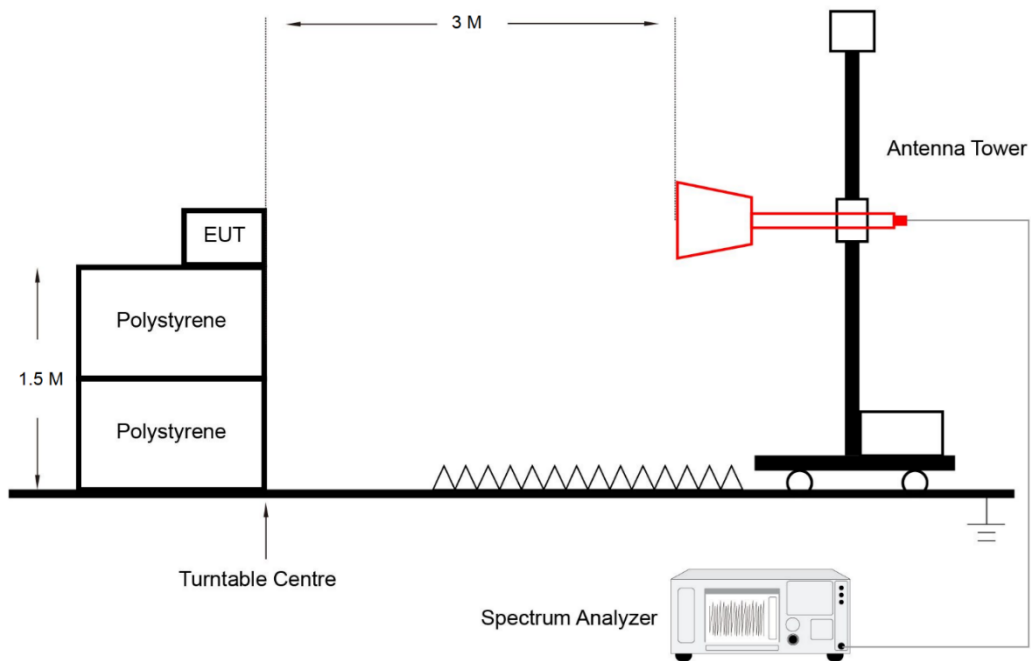 3 M
Antenna Tower
EUT
Polystyrene
1.5 M
Polystyrene
Turntable Centre
Spectrum Analyzer